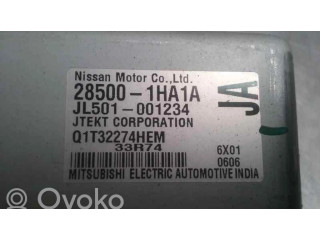 Nissan Motor Co.,Ltd.
28500-1HA1A
JL501-001234
JA
JTEKT CORPORATION
Q1T32274HEM
33R74
6X01
0606
MITSUBISHI ELECTRIC AUTOMOTIVE INDIA
OVOKO